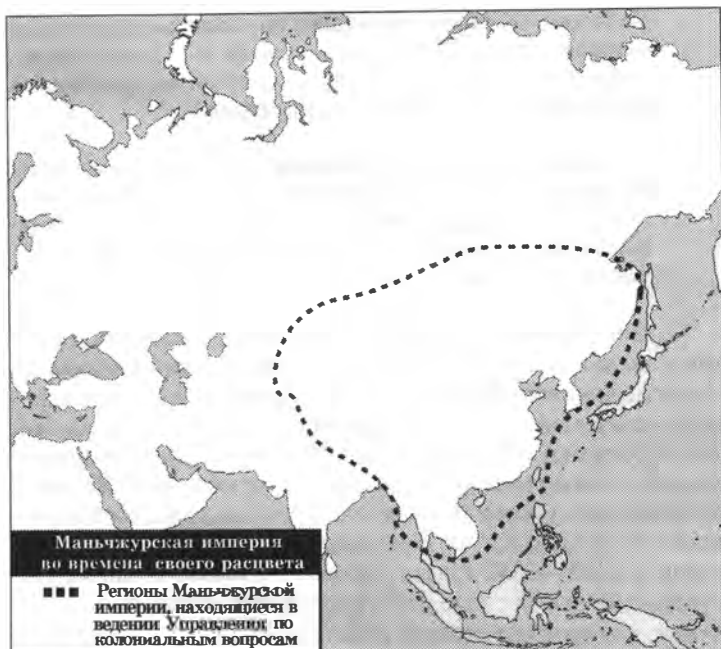 Маньчжурская империя
во времена своего расцвета
Регионы Маньчжурской
империи, находящиеся в
ведении Управления по
колониальным вопросам